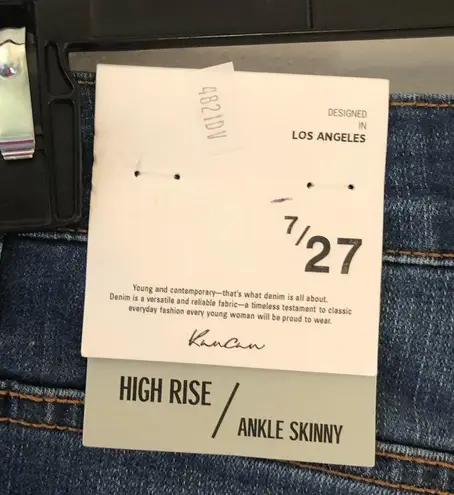 4821DV
DESIGNED
IN
LOS ANGELES
7/27
Young and contemporary—that's what denim is all about.
Denim is a versatile and reliable fabric—a timeless testament to classic
everyday fashion every young woman will be proud to wear.
KanCan
HIGH RISE / ANKLE SKINNY